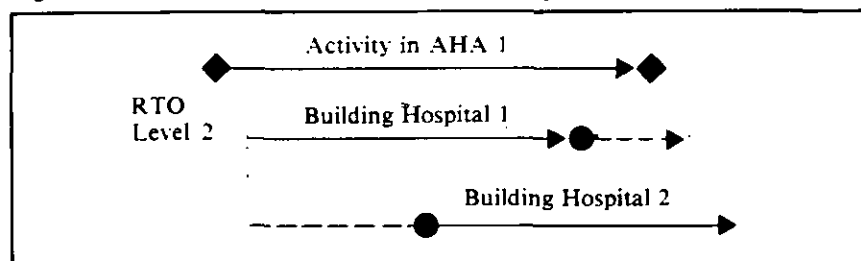 Activity in AHA 1
RTO
Level 2
Building Hospital 1
Building Hospital 2